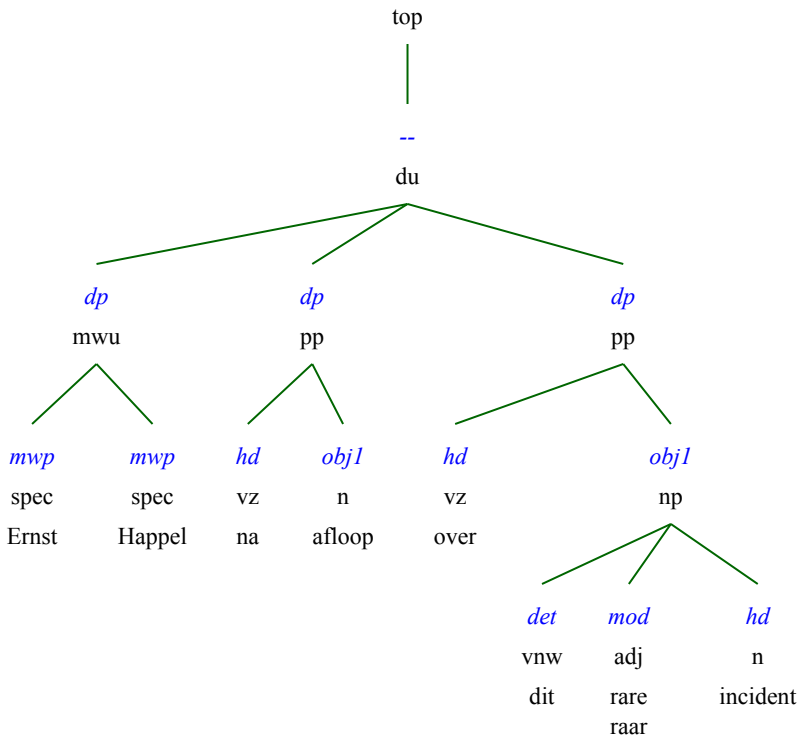 top
--
du
dp dp dp
mwu pp pp
mwp mwp hd obj1 hd obj1
spec spec vz n vz np
Ernst Happel na afloop over
det mod hd
vnw adj n
dit rare incident
raar